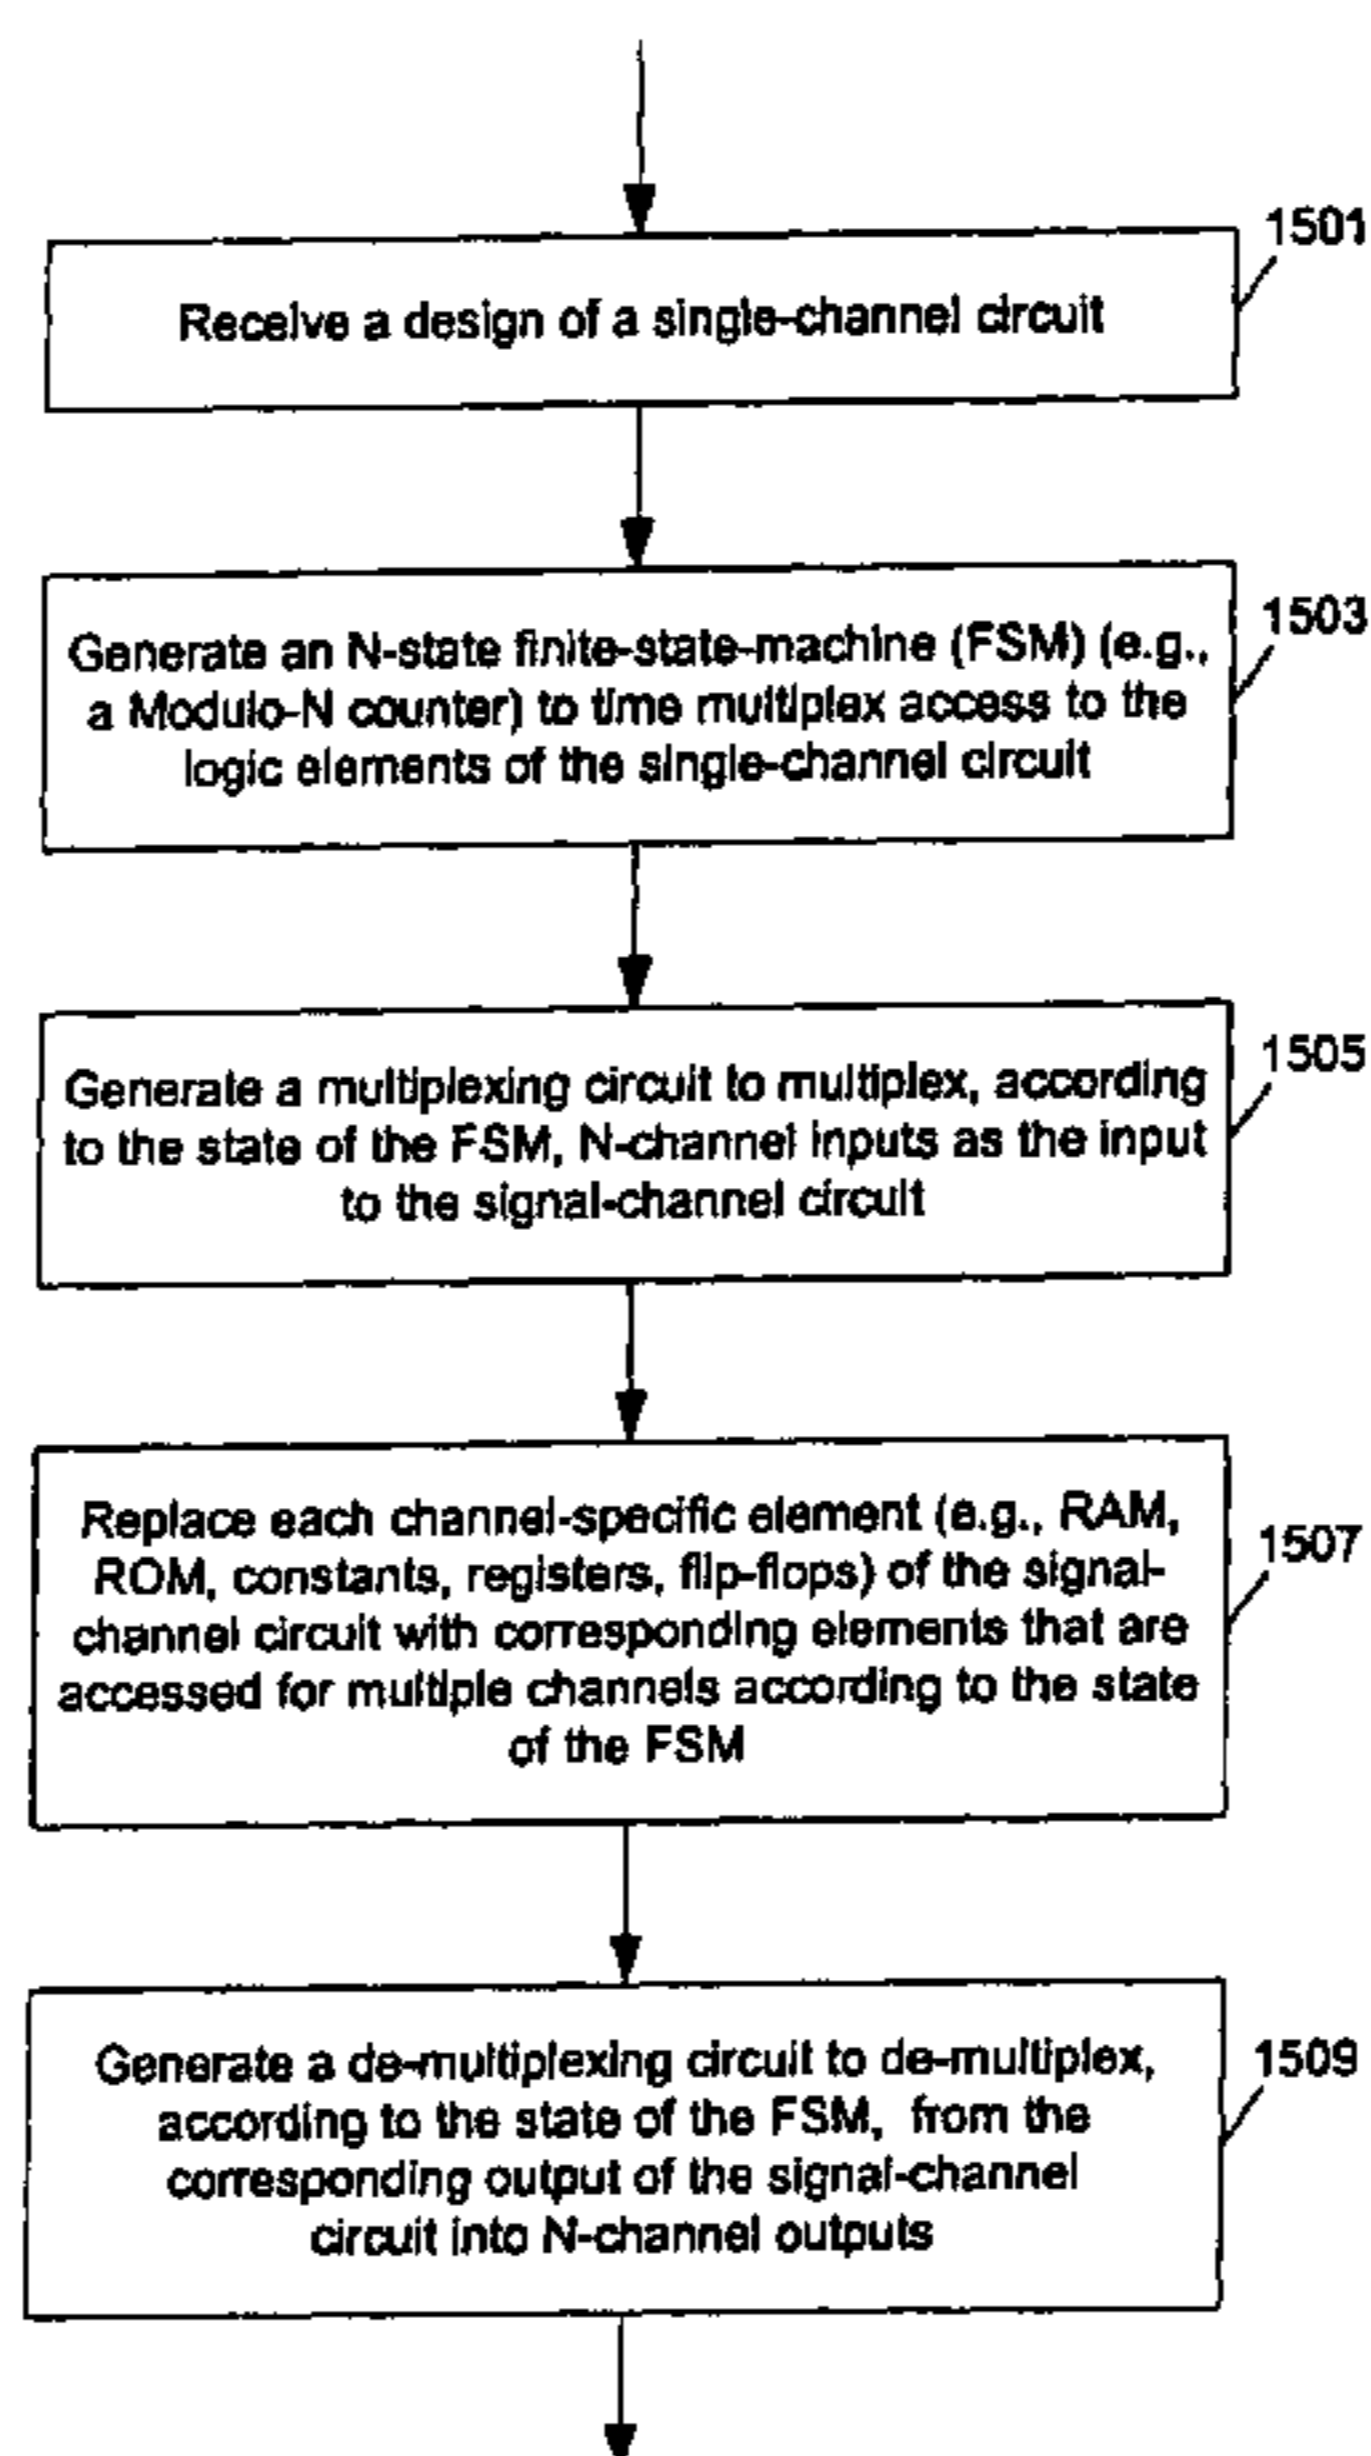 1501
Receive a design of a single-channel circuit
1503
Generate an N-state finite-state-machine (FSM) (e.g.,
a Modulo-N counter) to time multiplex access to the
logic elements of the single-channel circuit
1505
Generate a multiplexing circuit to multiplex, according
to the state of the FSM, N-channel inputs as the input
to the signal-channel circuit
1507
Replace each channel-specific element (e.g., RAM,
ROM, constants, registers, flip-flops) of the signal-
channel circuit with corresponding elements that are
accessed for multiple channels according to the state
of the FSM
1509
Generate a de-multiplexing circuit to de-multiplex,
according to the state of the FSM, from the
corresponding output of the signal-channel
circuit into N-channel outputs